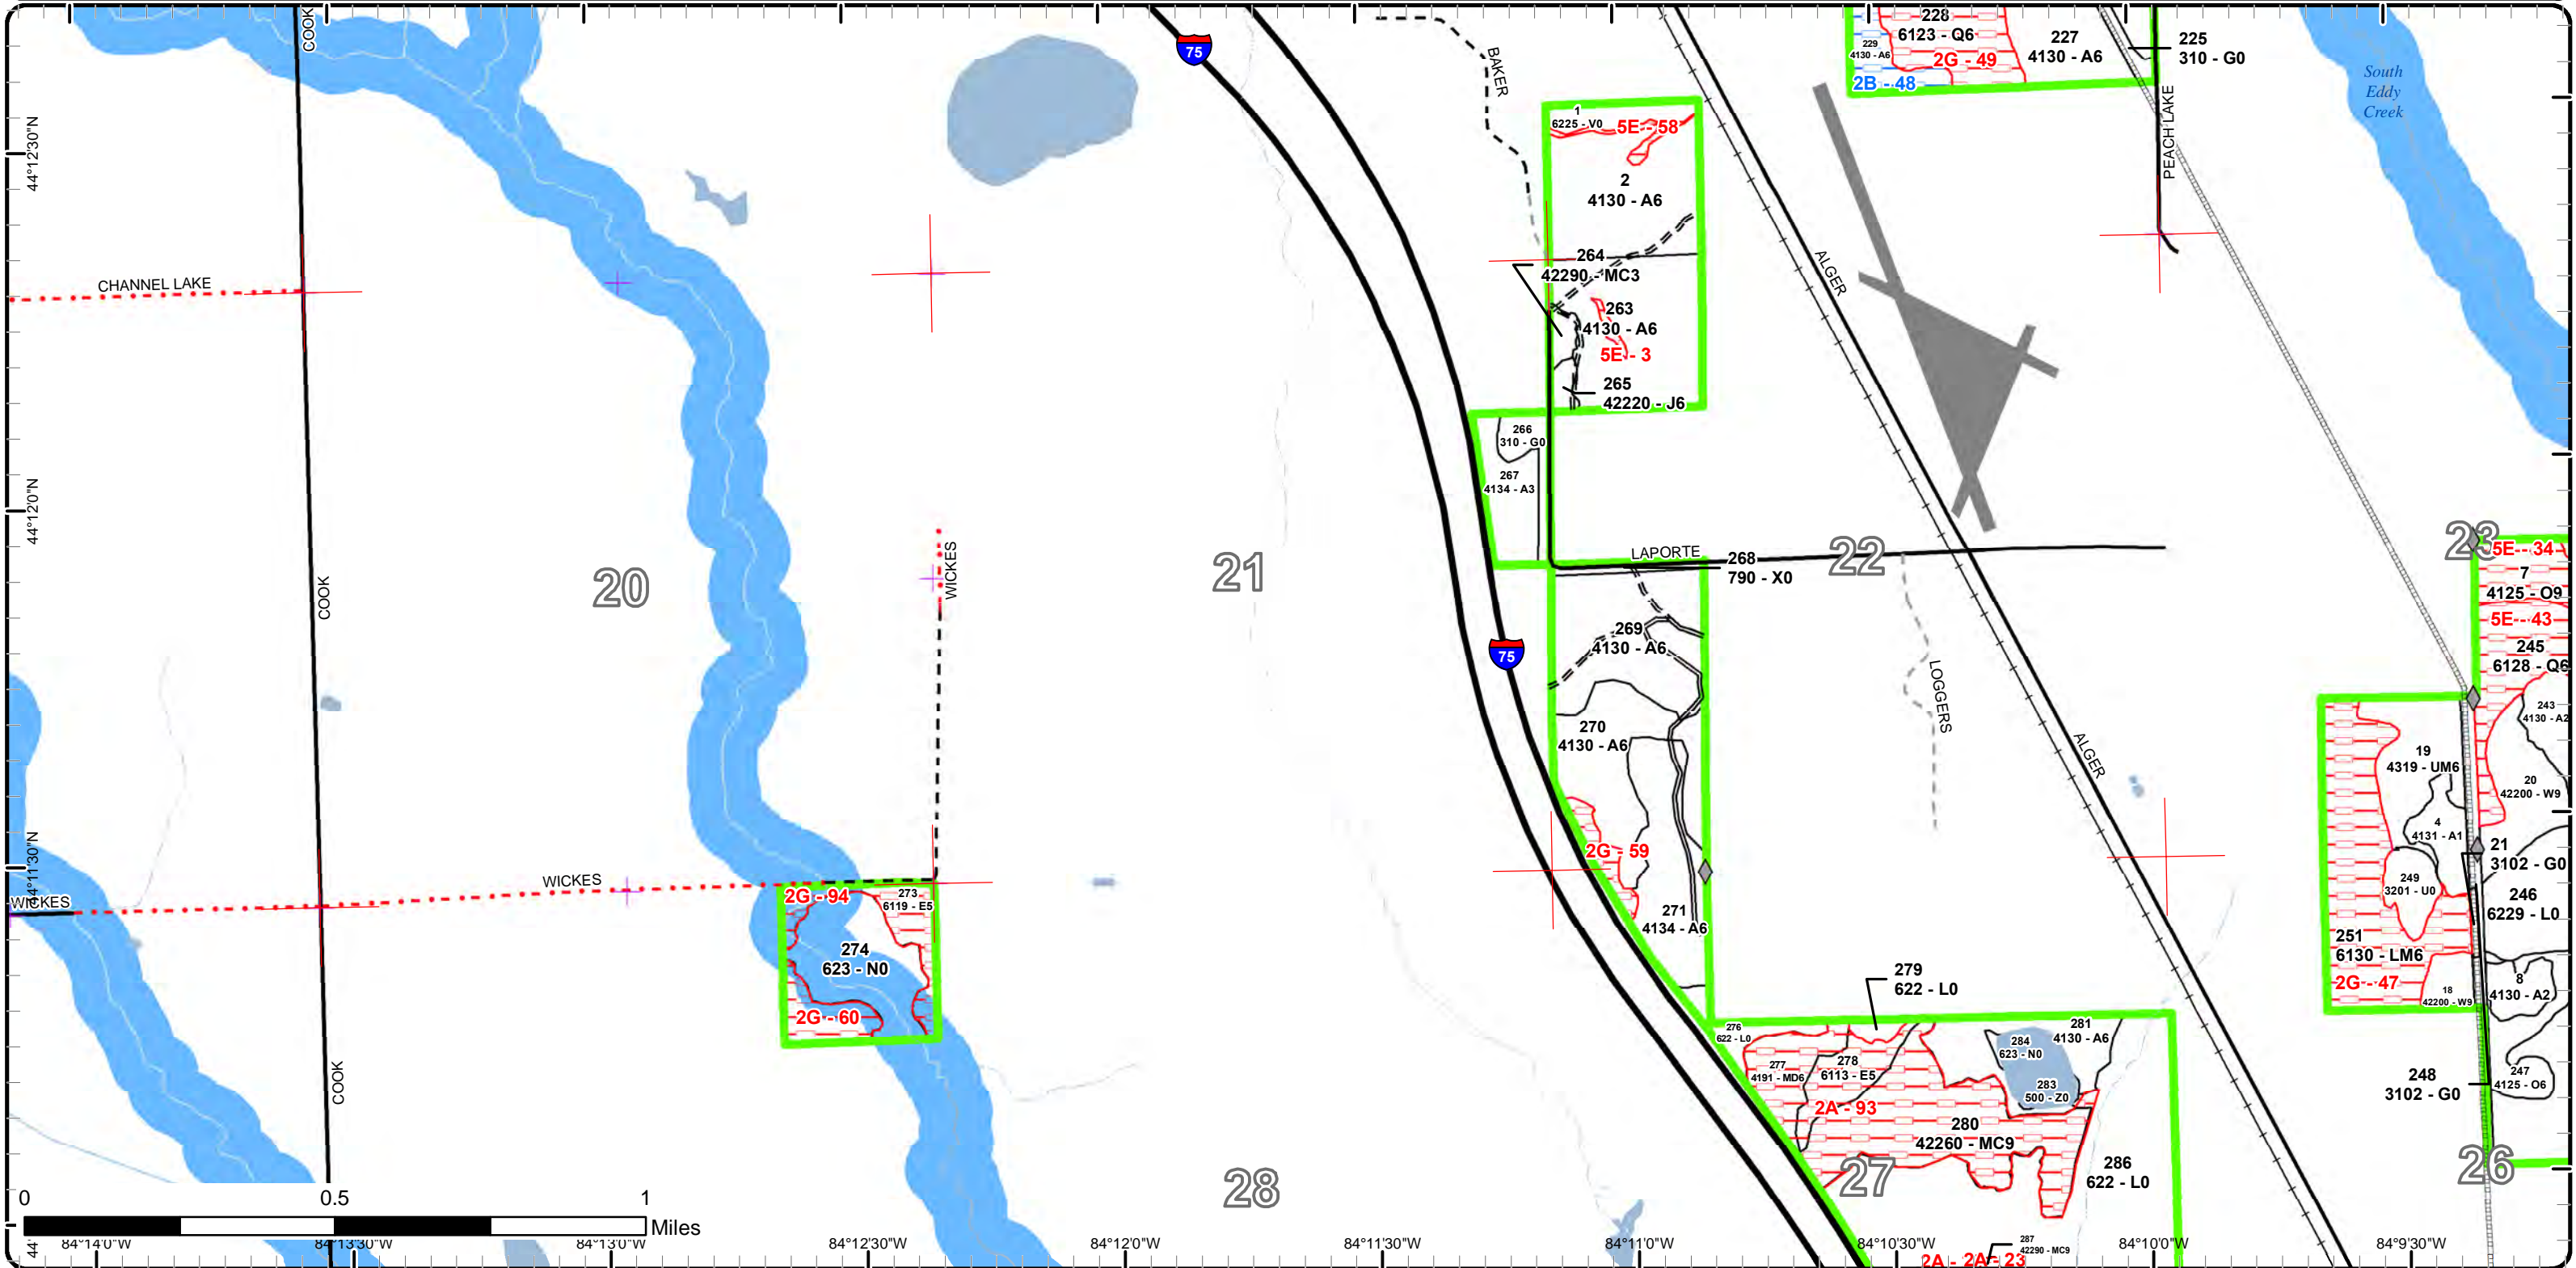 COOK
75
BAKER
228
6123 - Q6
229
4130 - A6
2G - 49
2B - 48
227
4130 - A6
225
310 - G0
South
Eddy
Creek
PEACH LAKE
44°12'30"N
1
6225 - V0
5E - 58
2
4130 - A6
CHANNEL LAKE
264
42290 - MC3
263
4130 - A6
5E - 3
265
42220 - J6
ALGER
266
310 - G0
267
4134 - A3
44°12'0"N
COOK
20
WICKES
21
LAPORTE
268
790 - X0
22
23
5E - 34
7
4125 - O9
5E - 43
245
6128 - Q6
75
269
4130 - A6
LOGGERS
270
4130 - A6
ALGER
243
4130 - A2
19
4319 - UM6
20
42200 - W9
4
4131 - A1
21
3102 - G0
249
3201 - U0
246
6229 - L0
251
6130 - LM6
2G - 47
18
42200 - W9
8
4130 - A2
44°11'30"N
WICKES
WICKES
2G - 94
273
6119 - E5
274
623 - N0
2G - 60
2G - 59
271
4134 - A6
279
622 - L0
276
622 - L0
277
4191 - MD6
278
6113 - E5
281
4130 - A6
284
623 - N0
283
500 - Z0
2A - 93
280
42260 - MC9
286
622 - L0
248
3102 - G0
247
4125 - O6
COOK
28
27
26
0
0.5
1
Miles
287
42290 - MC9
2A - 2A - 23
44°
84°14'0"W
84°13'30"W
84°13'0"W
84°12'30"W
84°12'0"W
84°11'30"W
84°11'0"W
84°10'30"W
84°10'0"W
84°9'30"W